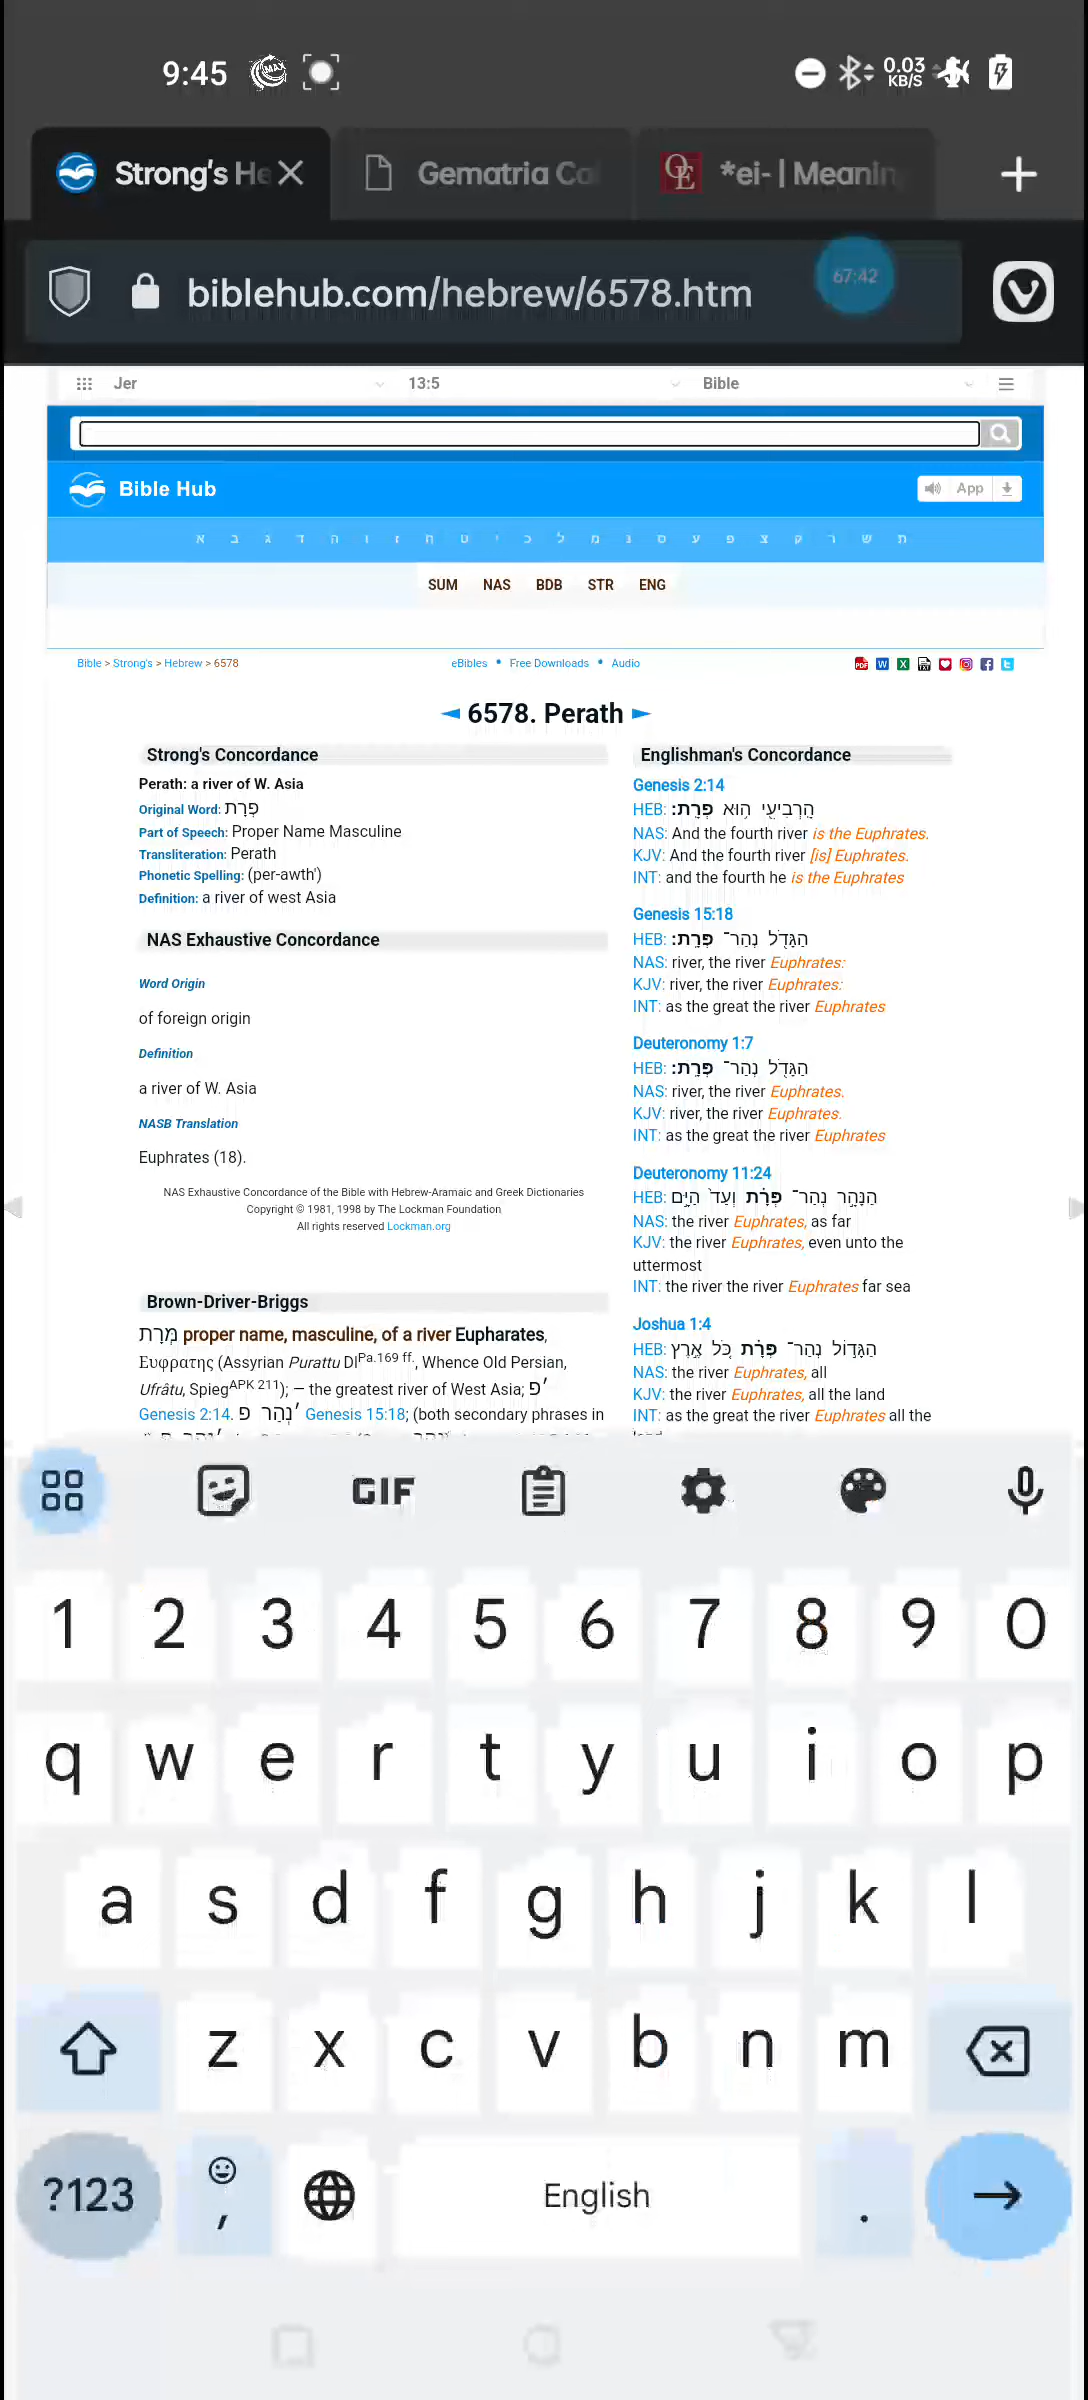 9:45
0.03
KB/S
Strong's He
Gematria Cal
*ei- | Meanin
biblehub.com/hebrew/6578.htm
67:42
Jer
13:5
Bible
Bible Hub
App
א ב ג ד ה ו ז ח ט י כ ל מ נ ס ע פ צ ק ר ש ת
SUM NAS BDB STR ENG
Bible > Strong's > Hebrew > 6578
eBibles • Free Downloads • Audio
◄ 6578. Perath ►
Strong's Concordance
Perath: a river of W. Asia
Original Word: פְּרָת
Part of Speech: Proper Name Masculine
Transliteration: Perath
Phonetic Spelling: (per-awth')
Definition: a river of west Asia
NAS Exhaustive Concordance
Word Origin
of foreign origin
Definition
a river of W. Asia
NASB Translation
Euphrates (18).
NAS Exhaustive Concordance of the Bible with Hebrew-Aramaic and Greek Dictionaries
Copyright © 1981, 1998 by The Lockman Foundation
All rights reserved Lockman.org
Brown-Driver-Briggs
proper name, masculine, of a river Eupharates,
Ευφρατης (Assyrian Purattu Dl Pa.169 ff., Whence Old Persian,
Ufrâtu, Spieg APK 211); — the greatest river of West Asia; פ׳
Genesis 2:14. נְהַר פ׳ Genesis 15:18; (both secondary phrases in
Englishman's Concordance
Genesis 2:14
HEB: הָֽרְבִיעִ֖י ה֥וּא פְרָֽת׃
NAS: And the fourth river is the Euphrates.
KJV: And the fourth river [is] Euphrates.
INT: and the fourth he is the Euphrates
Genesis 15:18
HEB: הַגָּדֹ֖ל נְהַר־ פְּרָֽת׃
NAS: river, the river Euphrates:
KJV: river, the river Euphrates:
INT: as the great the river Euphrates
Deuteronomy 1:7
HEB: הַגָּדֹ֖ל נְהַר־ פְּרָֽת׃
NAS: river, the river Euphrates.
KJV: river, the river Euphrates.
INT: as the great the river Euphrates
Deuteronomy 11:24
HEB: הַנָּהָ֣ר נְהַר־ פְּרָ֗ת וְעַד֙ הַיָּ֣ם
NAS: the river Euphrates, as far
KJV: the river Euphrates, even unto the
uttermost
INT: the river the river Euphrates far sea
Joshua 1:4
HEB: הַגָּד֣וֹל נְהַר־ פְּרָ֗ת כֹּ֚ל אֶ֣רֶץ
NAS: the river Euphrates, all
KJV: the river Euphrates, all the land
INT: as the great the river Euphrates all the
GIF
1 2 3 4 5 6 7 8 9 0
q w e r t y u i o p
a s d f g h j k l
z x c v b n m
?123 , English .